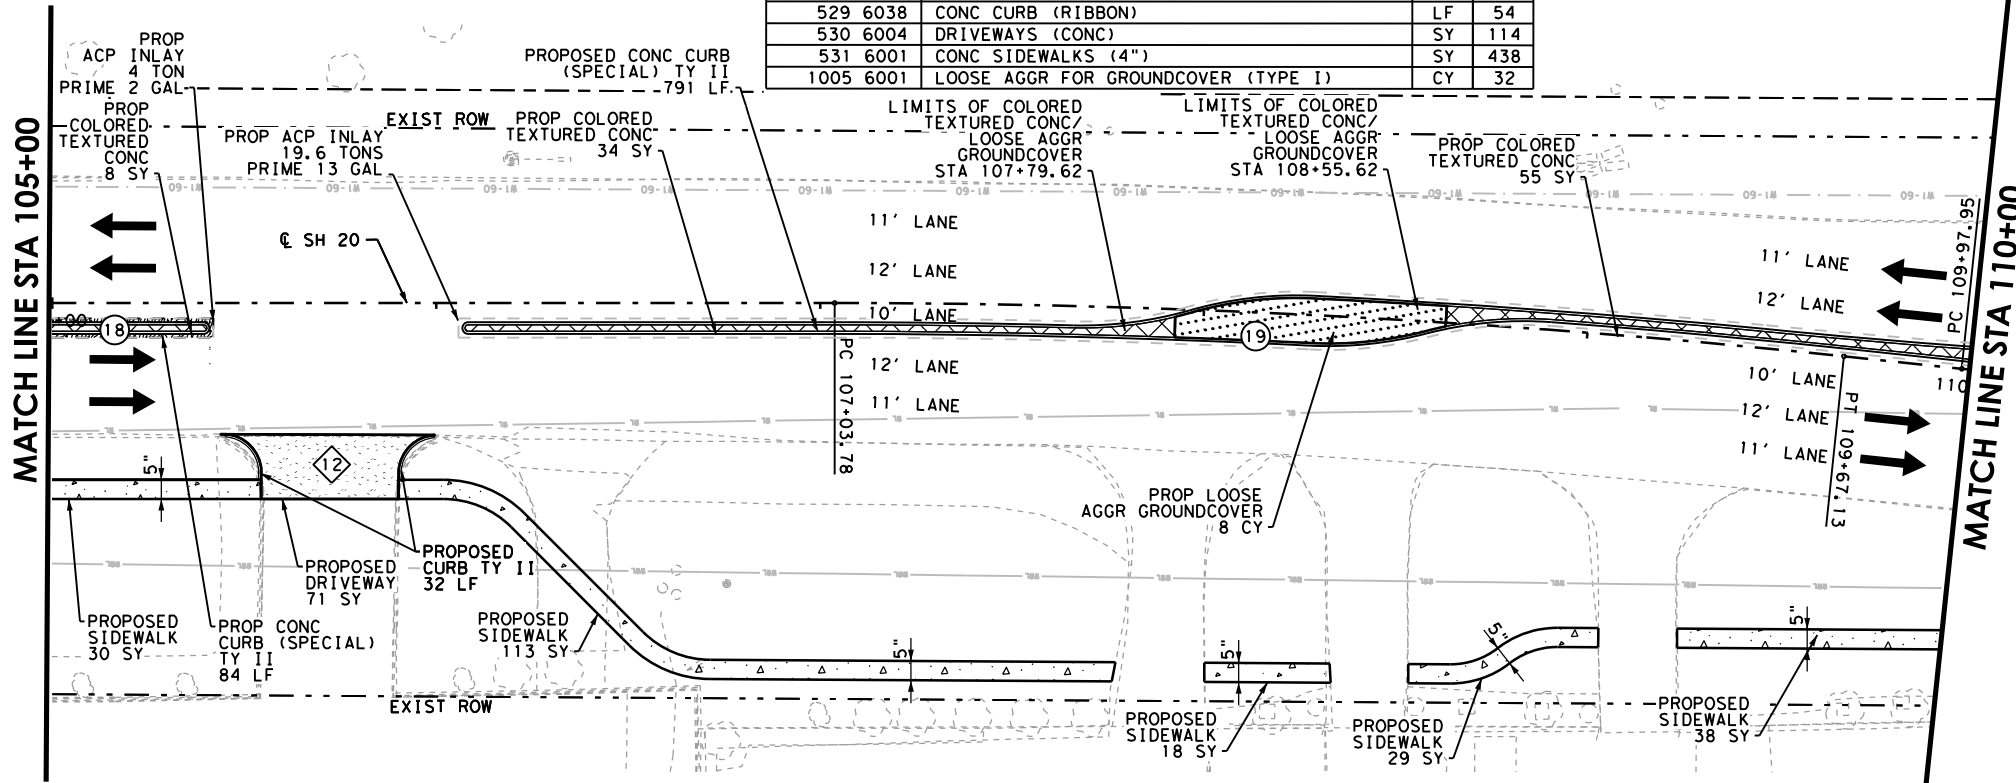 529 6038 CONC CURB (RIBBON) LF 54
530 6004 DRIVEWAYS (CONC) SY 114
531 6001 CONC SIDEWALKS (4") SY 438
1005 6001 LOOSE AGGR FOR GROUNDCOVER (TYPE I) CY 32
MATCH LINE STA 105+00
PROP
ACP INLAY
4 TON
PRIME 2 GAL
PROP
COLORED
TEXTURED
CONC
8 SY
PROP ACP INLAY
19.6 TONS
PRIME 13 GAL
EXIST ROW
PROP COLORED
TEXTURED CONC
34 SY
PROPOSED CONC CURB
(SPECIAL) TY II
791 LF
LIMITS OF COLORED
TEXTURED CONC/
LOOSE AGGR
GROUNDCOVER
STA 107+79.62
LIMITS OF COLORED
TEXTURED CONC/
LOOSE AGGR
GROUNDCOVER
STA 108+55.62
PROP COLORED
TEXTURED CONC
55 SY
℄ SH 20
11' LANE
12' LANE
10' LANE
12' LANE
11' LANE
PC 107+03.78
11' LANE
12' LANE
10' LANE
12' LANE
11' LANE
PC 109+97.95
PT 109+67.13
110
MATCH LINE STA 110+00
18
19
12
5"
PROP LOOSE
AGGR GROUNDCOVER
8 CY
PROPOSED
SIDEWALK
30 SY
PROP CONC
CURB (SPECIAL)
TY II
84 LF
PROPOSED
DRIVEWAY
71 SY
PROPOSED
CURB TY II
32 LF
PROPOSED
SIDEWALK
113 SY
5"
5"
5"
5"
EXIST ROW
PROPOSED
SIDEWALK
18 SY
PROPOSED
SIDEWALK
29 SY
PROPOSED
SIDEWALK
38 SY